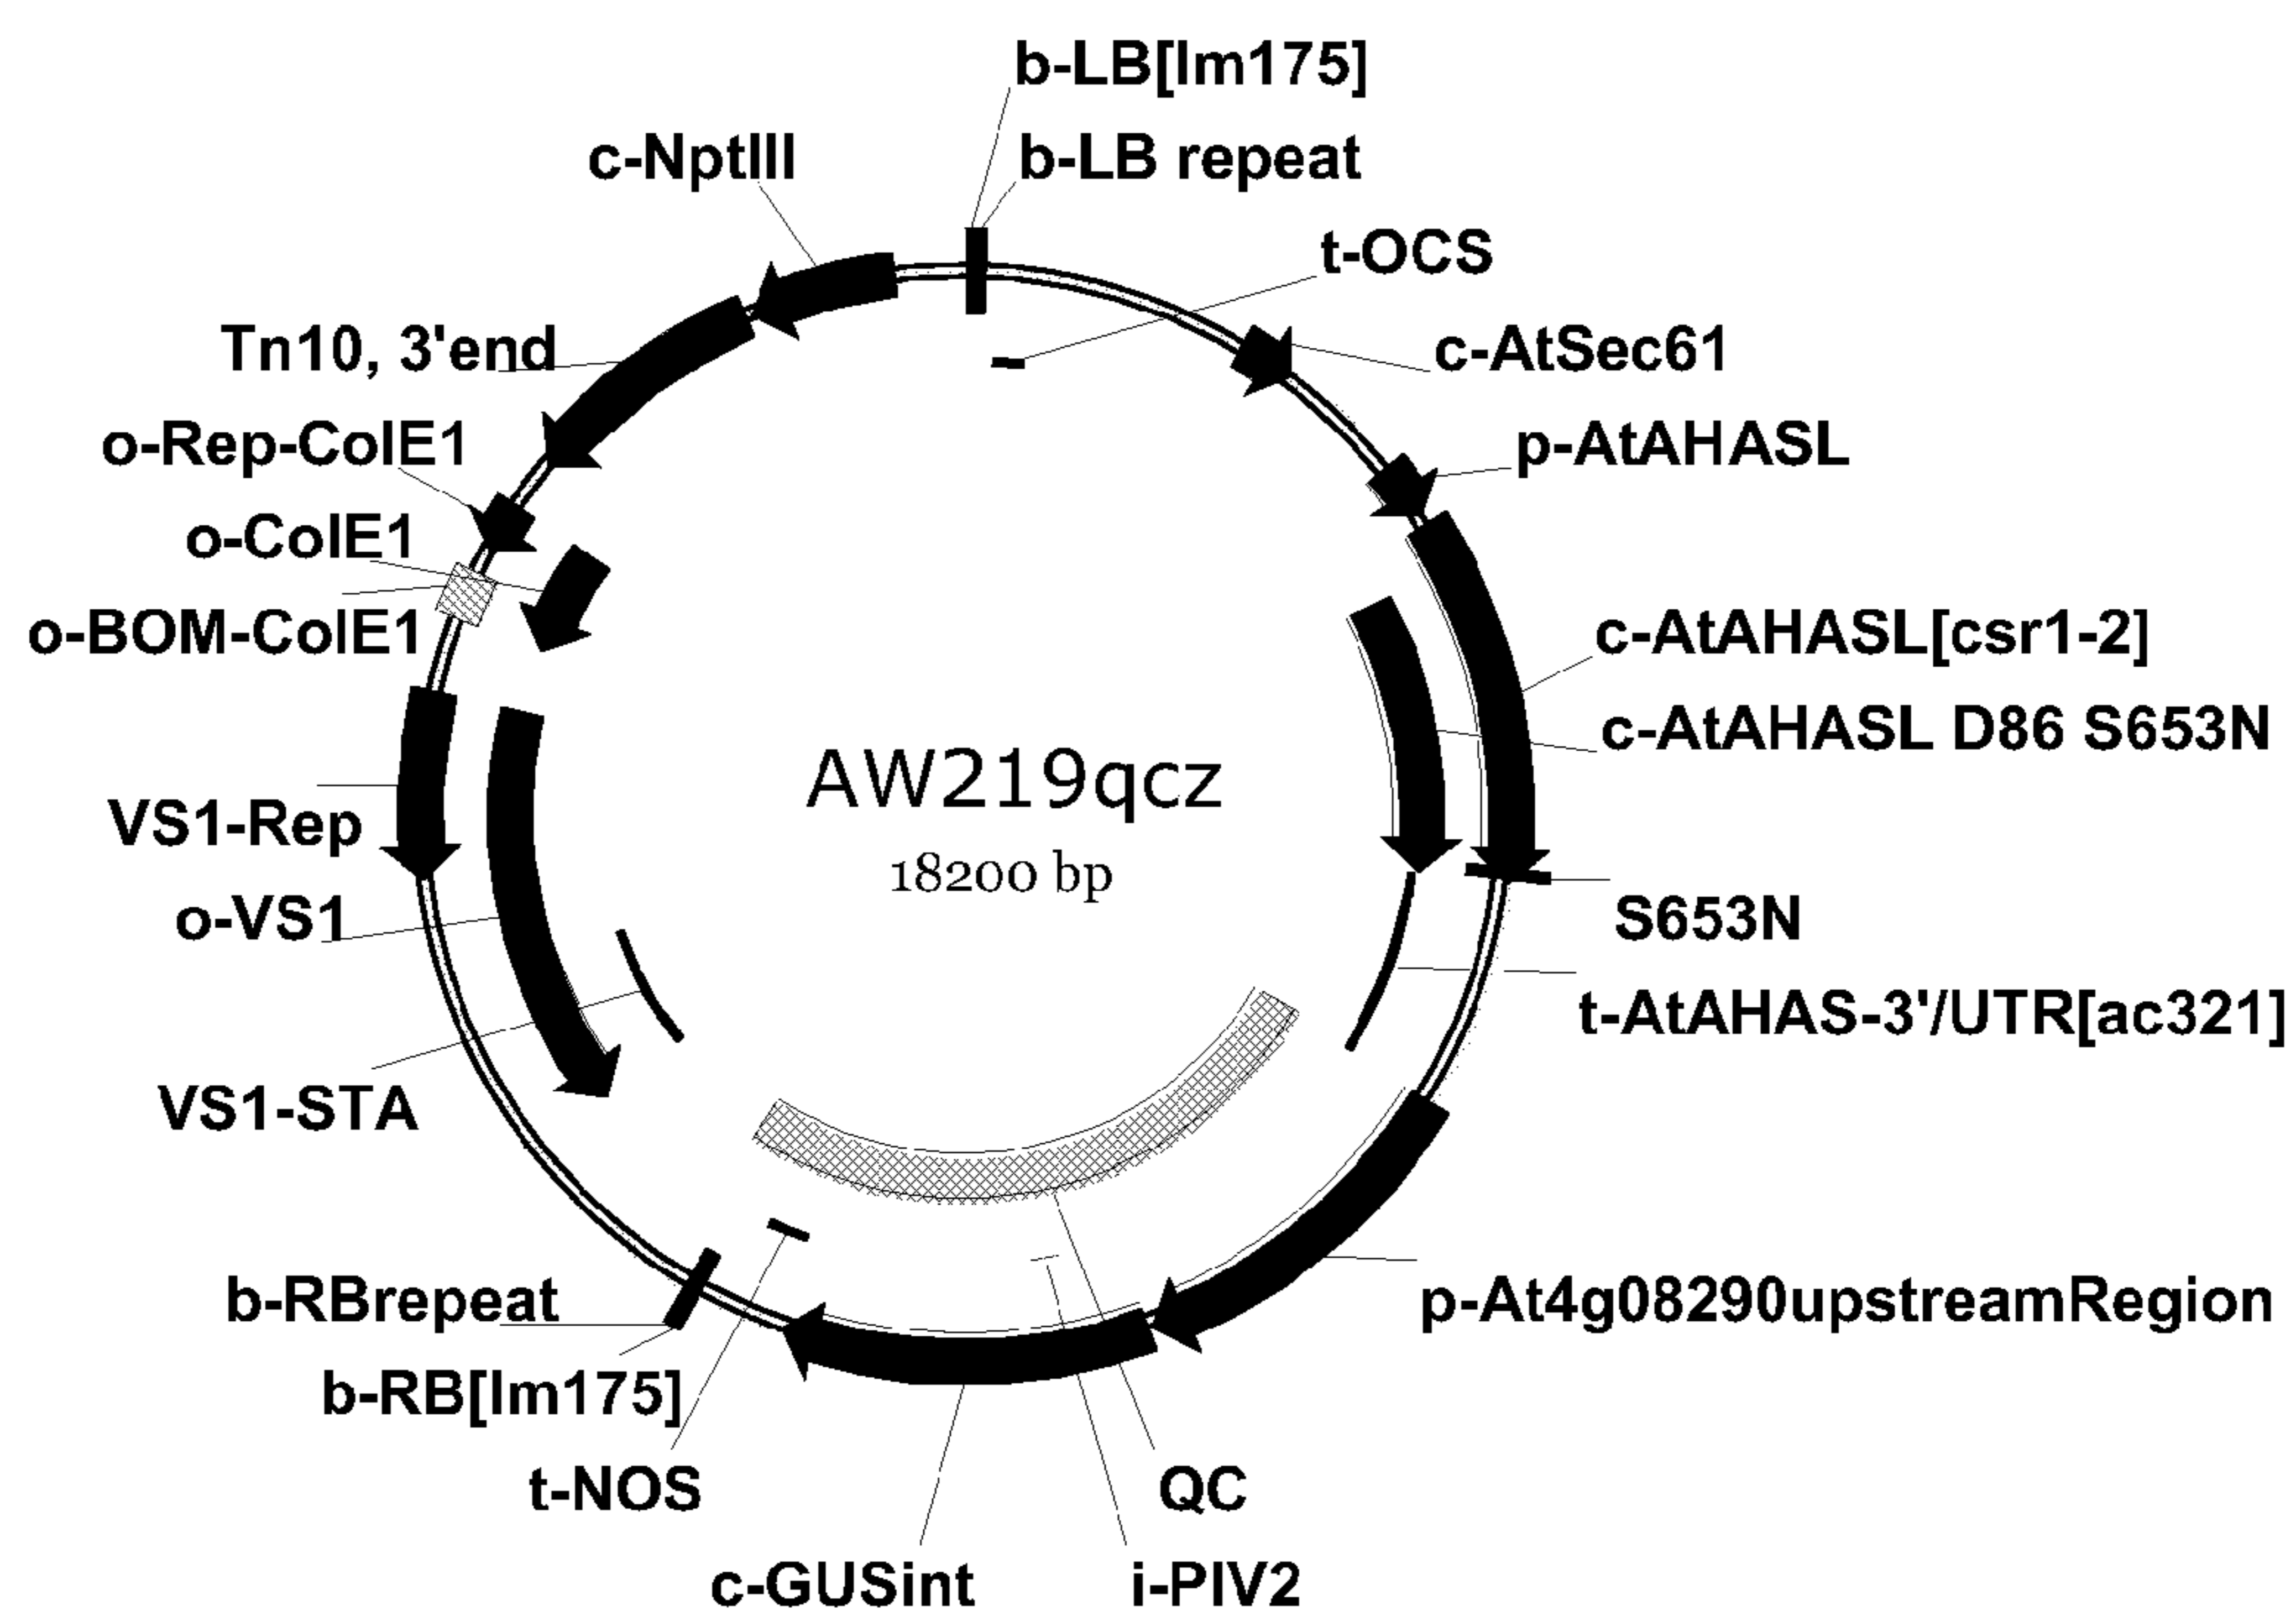 b-LB[lm175]
b-LB repeat
c-NptIII
t-OCS
Tn10, 3'end
c-AtSec61
o-Rep-ColE1
p-AtAHASL
o-ColE1
o-BOM-ColE1
c-AtAHASL[csr1-2]
c-AtAHASL D86 S653N
AW219qcz
18200 bp
VS1-Rep
o-VS1
S653N
t-AtAHAS-3'/UTR[ac321]
VS1-STA
b-RBrepeat
p-At4g08290upstreamRegion
b-RB[lm175]
t-NOS
QC
c-GUSint
i-PIV2